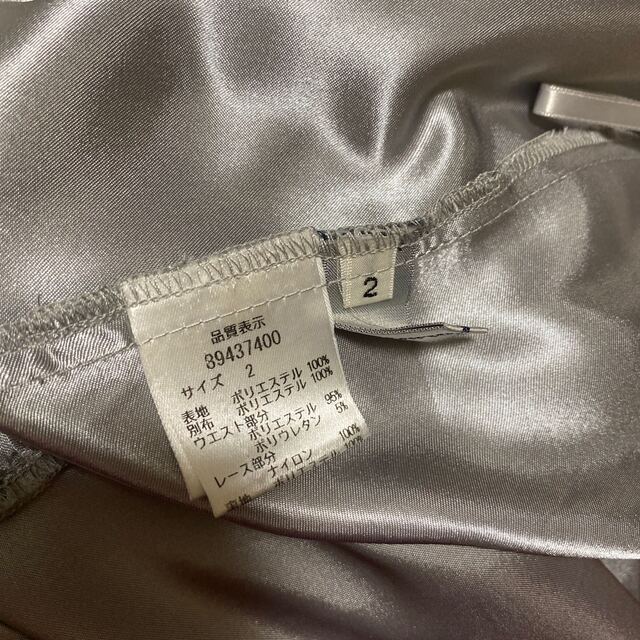 2
品質表示
89437400
サイズ 2
表地 ポリエステル 100%
別布 ポリエステル 100%
ウエスト部分
ポリエステル 95%
ポリウレタン 5%
レース部分
ナイロン 100%